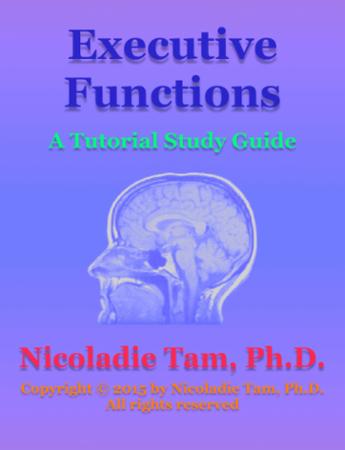 Executive
Functions
A Tutorial Study Guide
Nicoladie Tam, Ph.D.
Copyright © 2015 by Nicoladie Tam, Ph.D.
All rights reserved